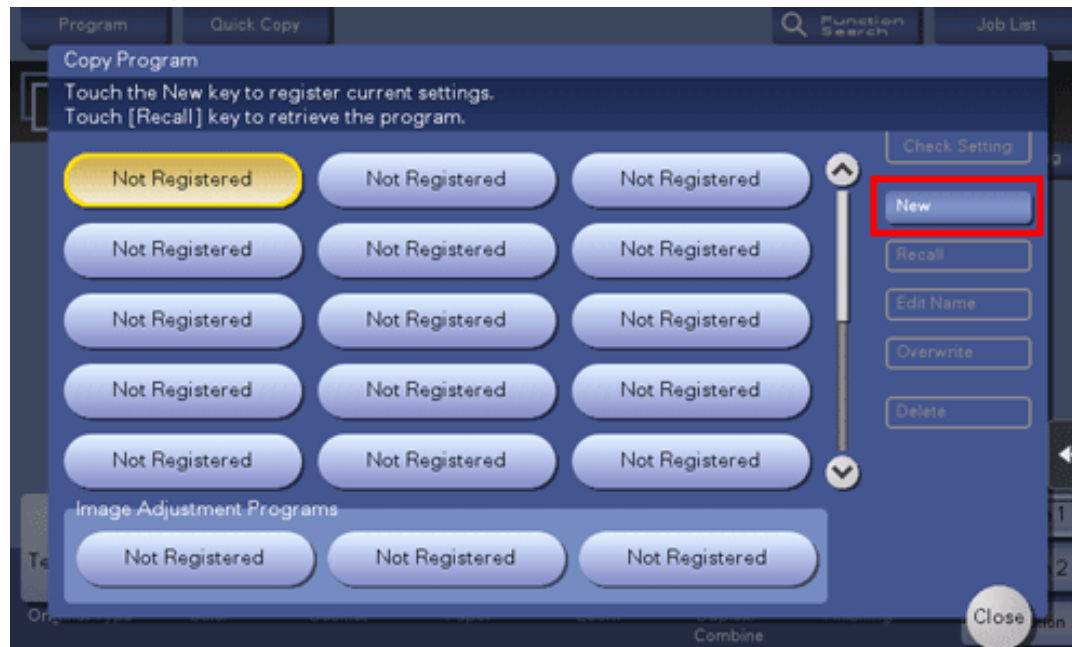 Program Quick Copy Function Search Job List
Copy Program
Touch the New key to register current settings.
Touch [Recall] key to retrieve the program.
Check Setting
Not Registered Not Registered Not Registered
New
Not Registered Not Registered Not Registered
Recall
Edit Name
Not Registered Not Registered Not Registered
Overwrite
Not Registered Not Registered Not Registered
Delete
Not Registered Not Registered Not Registered
Image Adjustment Programs
1
Not Registered Not Registered Not Registered
2
Close
Combine